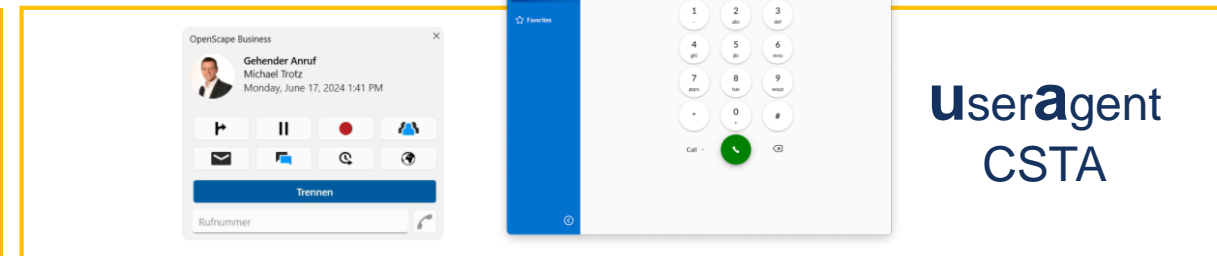 OpenScape Business
Gehender Anruf
Michael Trotz
Monday, June 17, 2024 1:41 PM
Trennen
Rufnummer
Favorites
1 2 3
abc def
4 5 6
ghi jkl mno
7 8 9
pqrs tuv wxyz
* 0 #
+
Call
useragent
CSTA